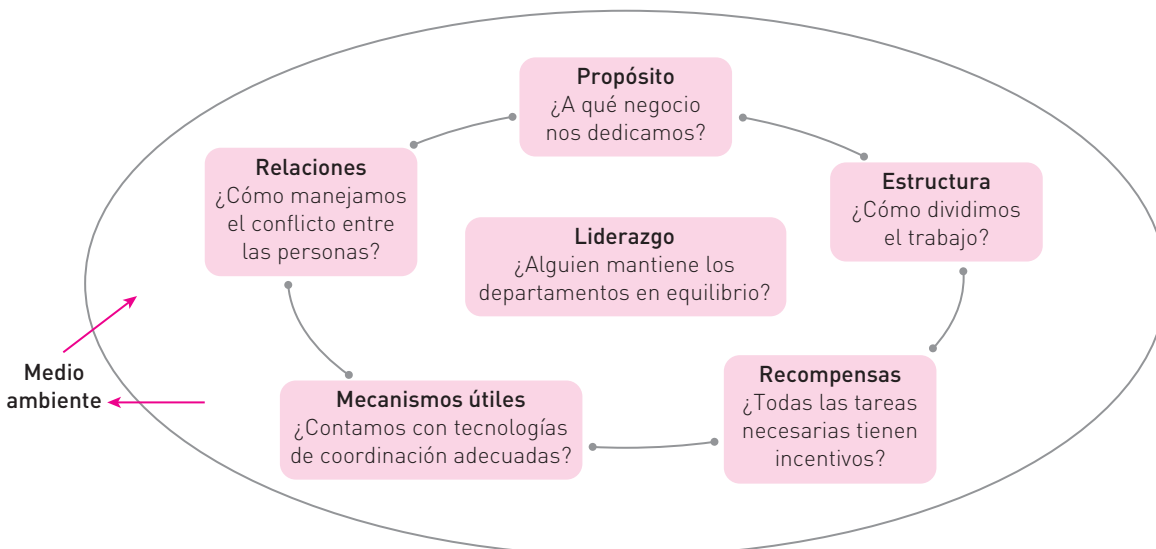 Propósito
¿A qué negocio
nos dedicamos?
Relaciones
¿Cómo manejamos
el conflicto entre
las personas?
Estructura
¿Cómo dividimos
el trabajo?
Liderazgo
¿Alguien mantiene los
departamentos en equilibrio?
Medio
ambiente
Mecanismos útiles
¿Contamos con tecnologías
de coordinación adecuadas?
Recompensas
¿Todas las tareas
necesarias tienen
incentivos?